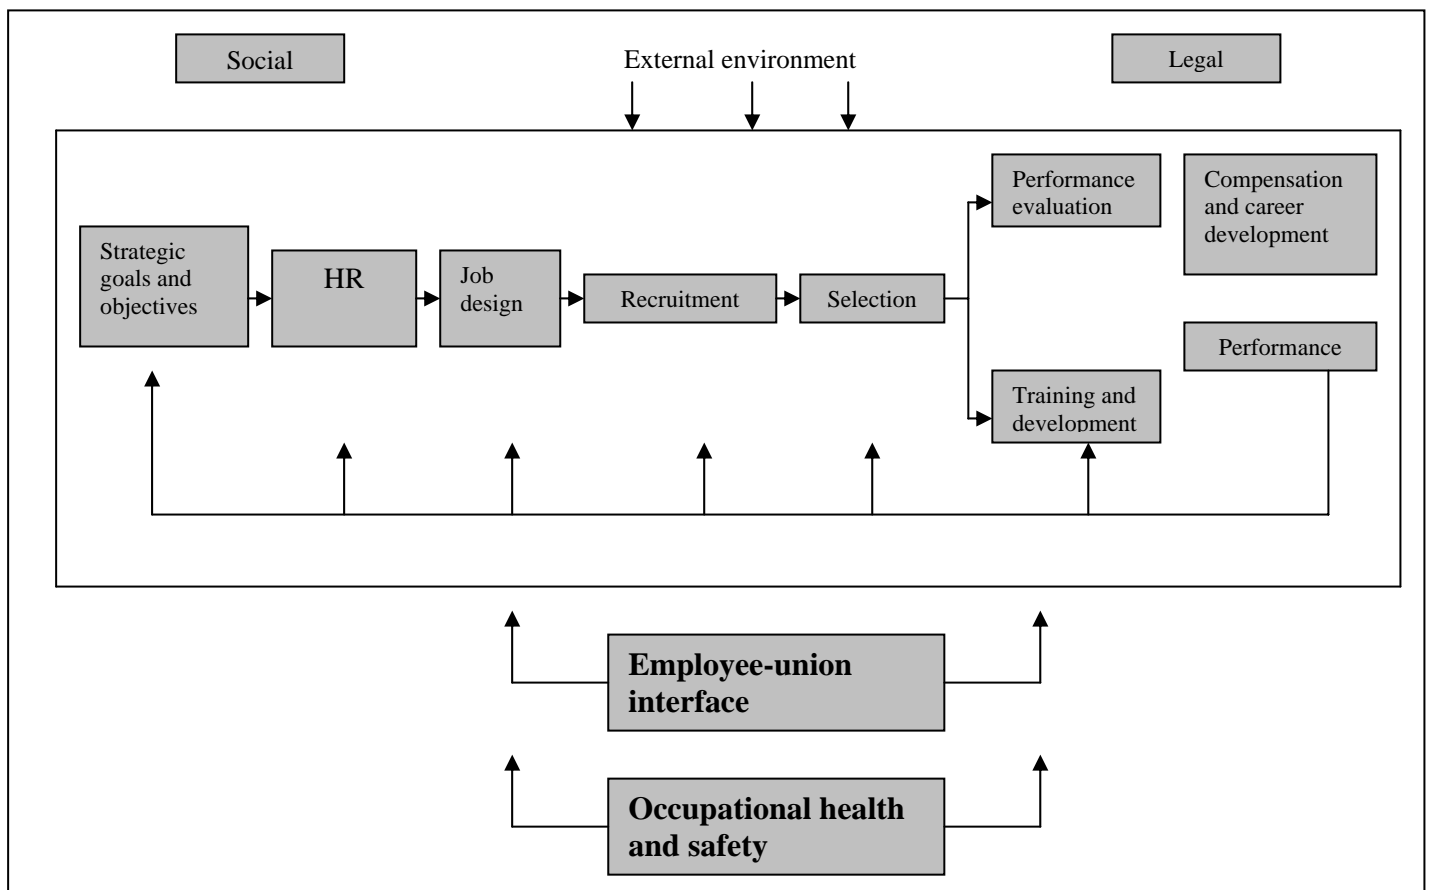 Social
External environment
Legal
Strategic
goals and
objectives
HR
Job
design
Recruitment
Selection
Performance
evaluation
Compensation
and career
development
Training and
development
Performance
Employee-union
interface
Occupational health
and safety